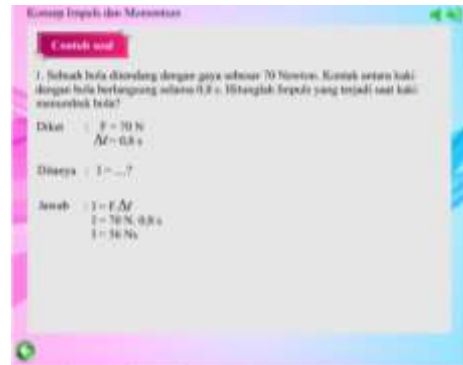 Konsep Impuls dan Momentum
Contoh soal
1. Sebuah bola ditendang dengan gaya sebesar 70 Newton. Kontak antara kaki
dengan bola berlangsung selama 0,8 s. Hitunglah Impuls yang terjadi saat kaki
menendang bola?
Diket : F = 70 N
Δt = 0,8 s
Ditanya : I = ...?
Jawab : I = F.Δt
I = 70 N. 0,8 s
I = 56 Ns